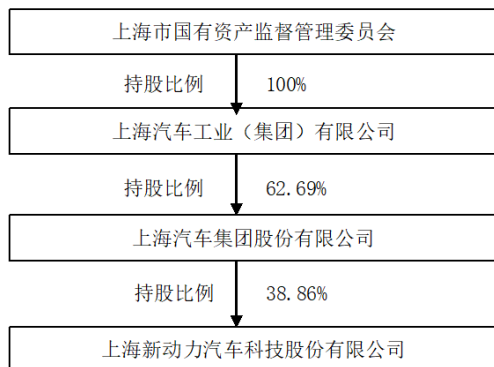 上海市国有资产监督管理委员会
持股比例 100%
上海汽车工业（集团）有限公司
持股比例 62.69%
上海汽车集团股份有限公司
持股比例 38.86%
上海新动力汽车科技股份有限公司